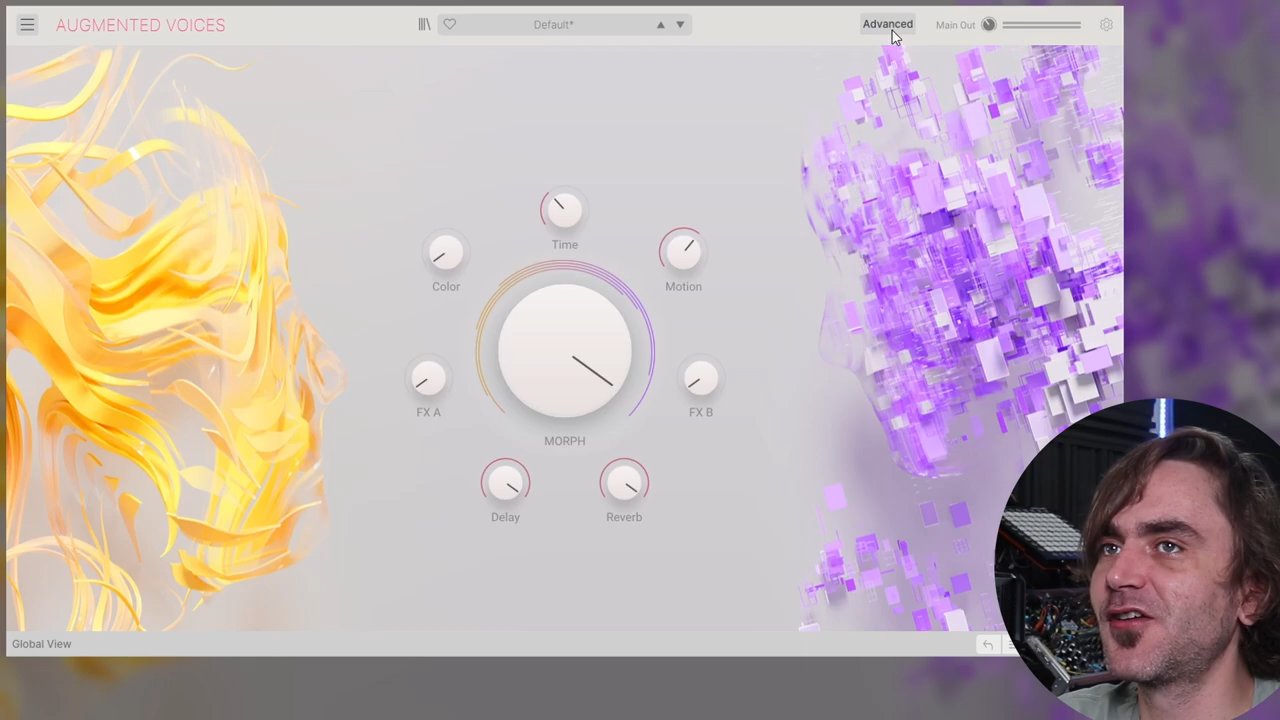 AUGMENTED VOICES
Default*
Advanced
Main Out
Time
Color
Motion
FX A
FX B
MORPH
Delay
Reverb
Global View